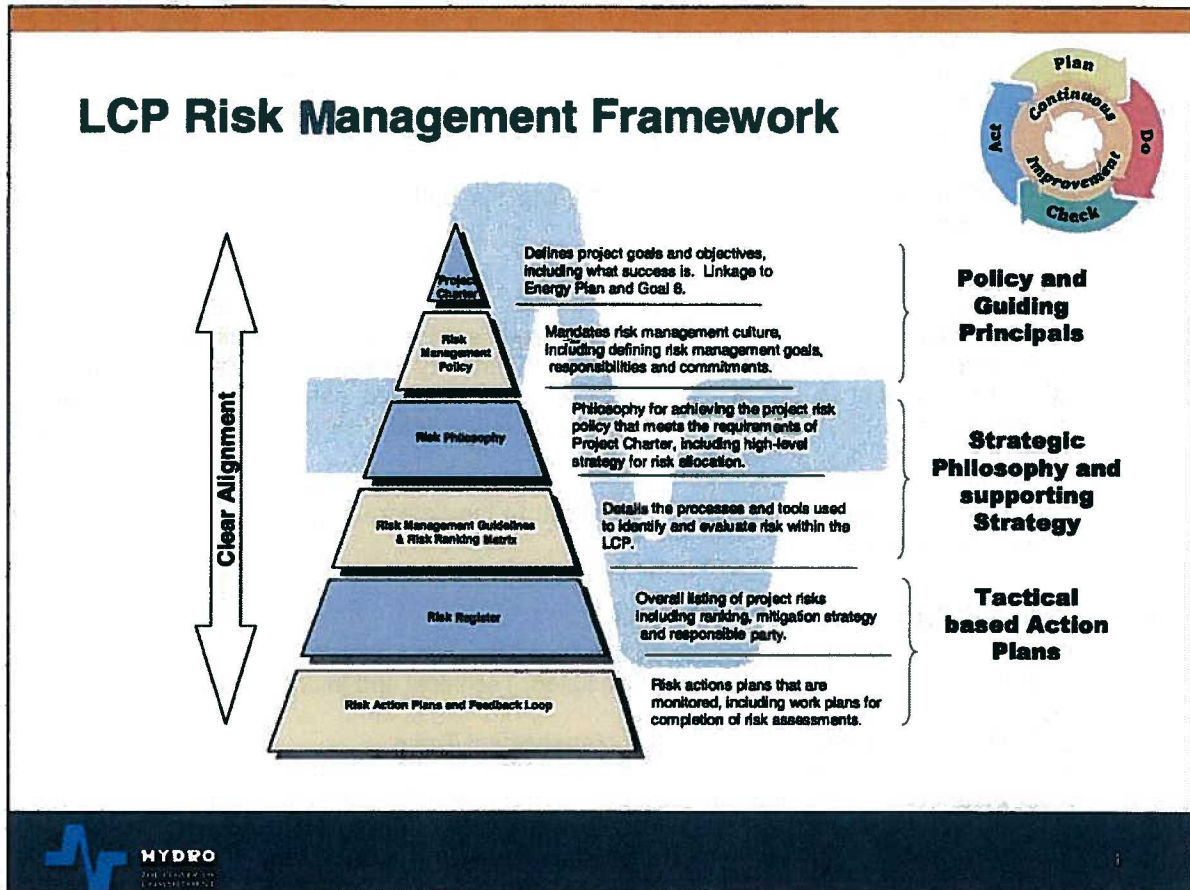 LCP Risk Management Framework
Plan
Do
Check
Act
Continuous
Improvement
Clear Alignment
Project
Charter
Defines project goals and objectives,
including what success is. Linkage to
Energy Plan and Goal 6.
Risk
Management
Policy
Mandates risk management culture,
including defining risk management goals,
responsibilities and commitments.
Policy and
Guiding
Principals
Risk Philosophy
Philosophy for achieving the project risk
policy that meets the requirements of
Project Charter, including high-level
strategy for risk allocation.
Risk Management Guidelines
& Risk Ranking Matrix
Details the processes and tools used
to identify and evaluate risk within the
LCP.
Strategic
Philosophy and
supporting
Strategy
Risk Register
Overall listing of project risks
including ranking, mitigation strategy
and responsible party.
Risk Action Plans and Feedback Loop
Risk actions plans that are
monitored, including work plans for
completion of risk assessments.
Tactical
based Action
Plans
HYDRO